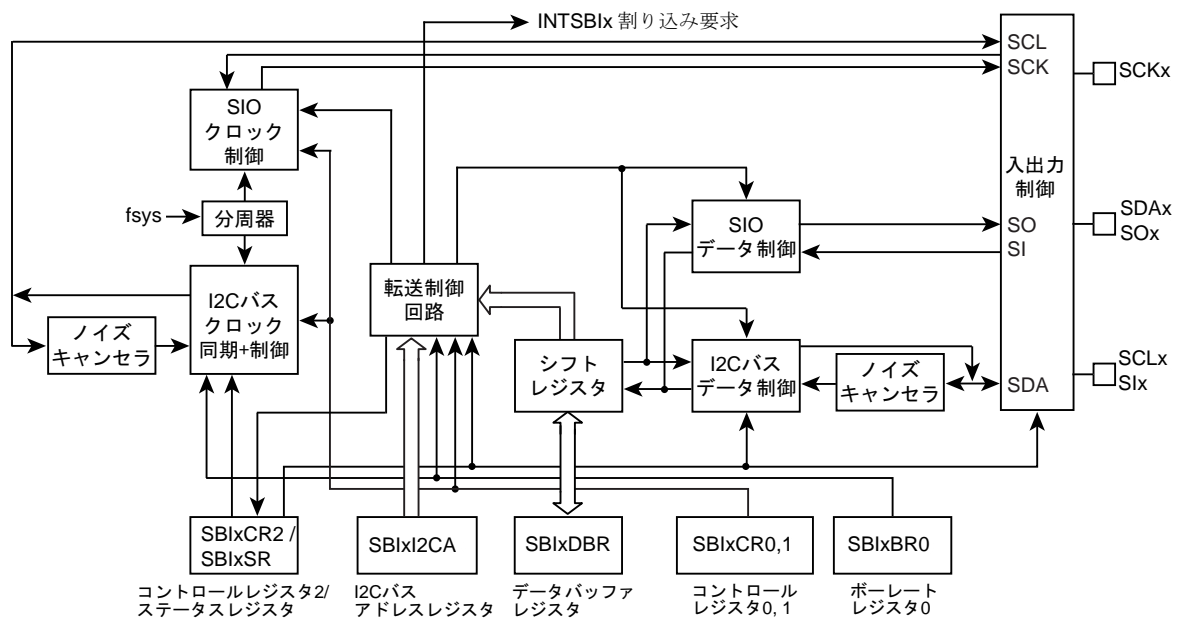 INTSBIx 割り込み要求
SCL
SCK
SCKx
SIO
クロック
制御
入出力
制御
fsys
分周器
SIO
データ制御
SO
SI
SDAx
SOx
I2Cバス
クロック
同期+制御
転送制御
回路
ノイズ
キャンセラ
シフト
レジスタ
I2Cバス
データ制御
ノイズ
キャンセラ
SDA
SCLx
SIx
SBIxCR2 /
SBIxSR
SBIxI2CA
SBIxDBR
SBIxCR0,1
SBIxBR0
コントロールレジスタ2/
ステータスレジスタ
I2Cバス
アドレスレジスタ
データバッファ
レジスタ
コントロール
レジスタ0, 1
ボーレート
レジスタ0